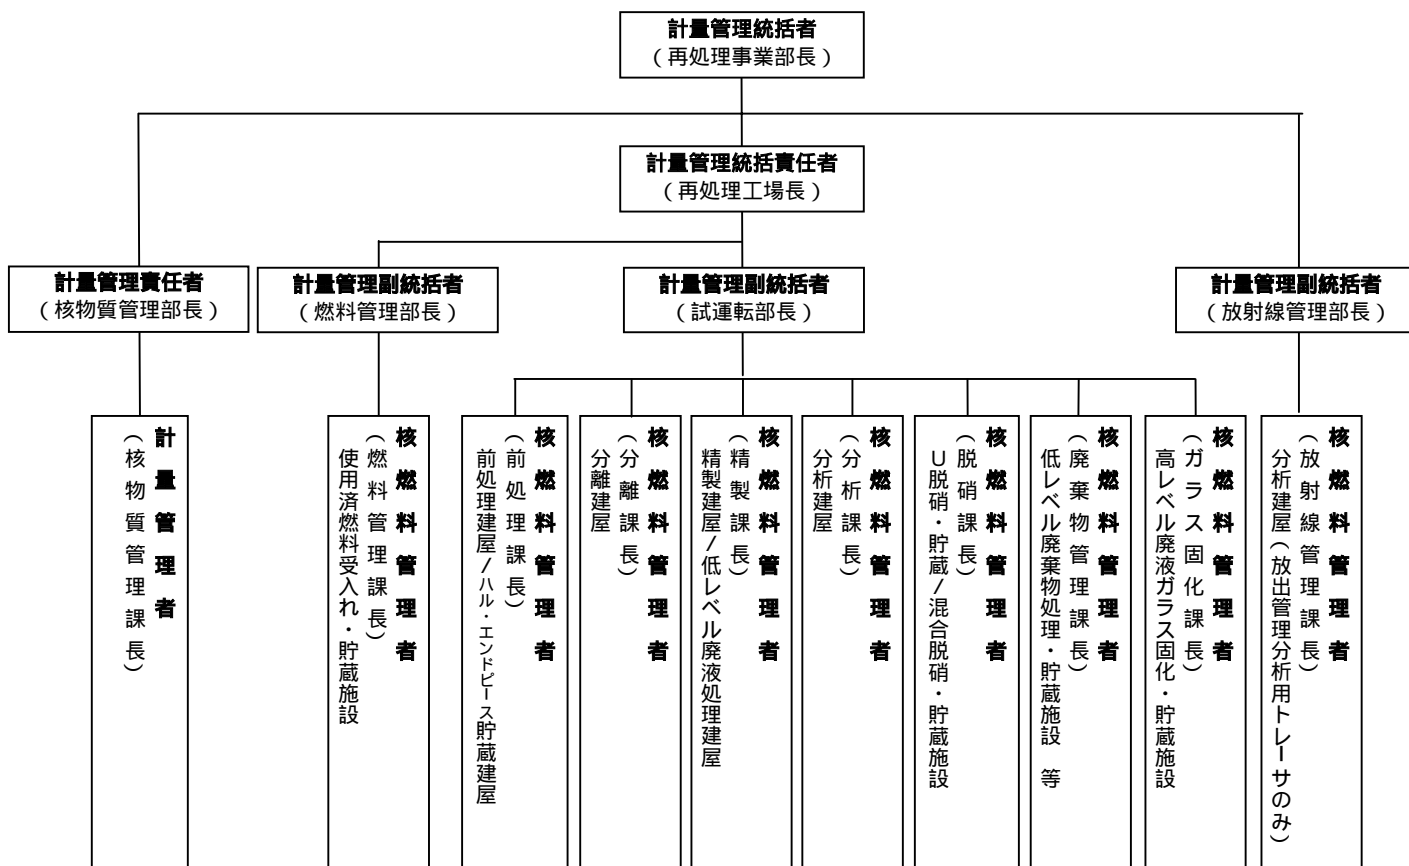 計量管理統括者
(再処理事業部長)
計量管理統括責任者
(再処理工場長)
計量管理責任者
(核物質管理部長)
計量管理副統括者
(燃料管理部長)
計量管理副統括者
(試運転部長)
計量管理副統括者
(放射線管理部長)
計量管理者
(核物質管理課長)
核燃料管理者
(燃料管理課長)
使用済燃料受入れ・貯蔵施設
核燃料管理者
(前処理課長)
前処理建屋/ハル・エンドピース貯蔵建屋
核燃料管理者
(分離課長)
分離建屋
核燃料管理者
(精製課長)
精製建屋/低レベル廃液処理建屋
核燃料管理者
(分析課長)
分析建屋
核燃料管理者
(脱硝課長)
U脱硝・貯蔵/混合脱硝・貯蔵施設
核燃料管理者
(廃棄物管理課長)
低レベル廃棄物処理・貯蔵施設 等
核燃料管理者
(ガラス固化課長)
高レベル廃液ガラス固化・貯蔵施設
核燃料管理者
(放射線管理課長)
分析建屋(放出管理分析用トレーサのみ)